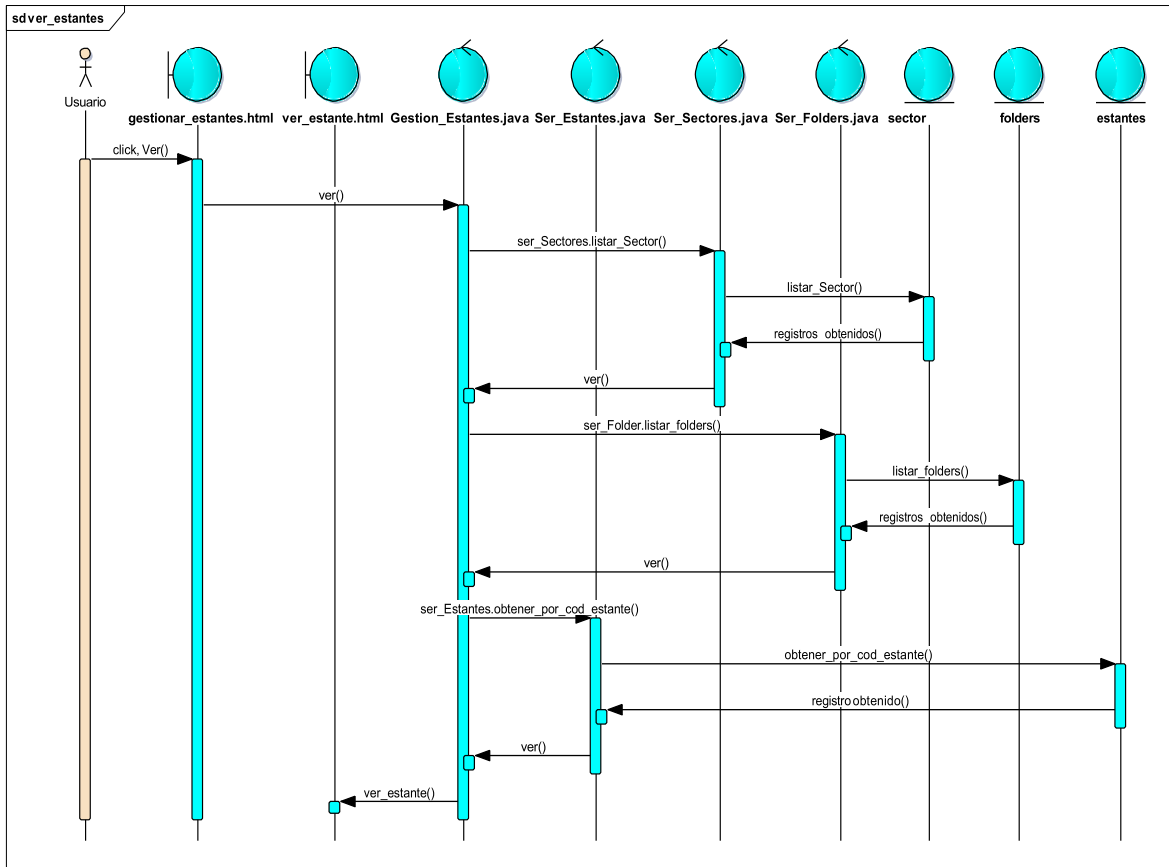 sd ver_estantes
Usuario
gestionar_estantes.html ver_estante.html Gestion_Estantes.java Ser_Estantes.java Ser_Sectores.java Ser_Folders.java sector folders estantes
click, Ver()
ver()
ser_Sectores.listar_Sector()
listar_Sector()
registros_obtenidos()
ver()
ser_Folder.listar_folders()
listar_folders()
registros_obtenidos()
ver()
ser_Estantes.obtener_por_cod_estante()
obtener_por_cod_estante()
registro obtenido()
ver()
ver_estante()